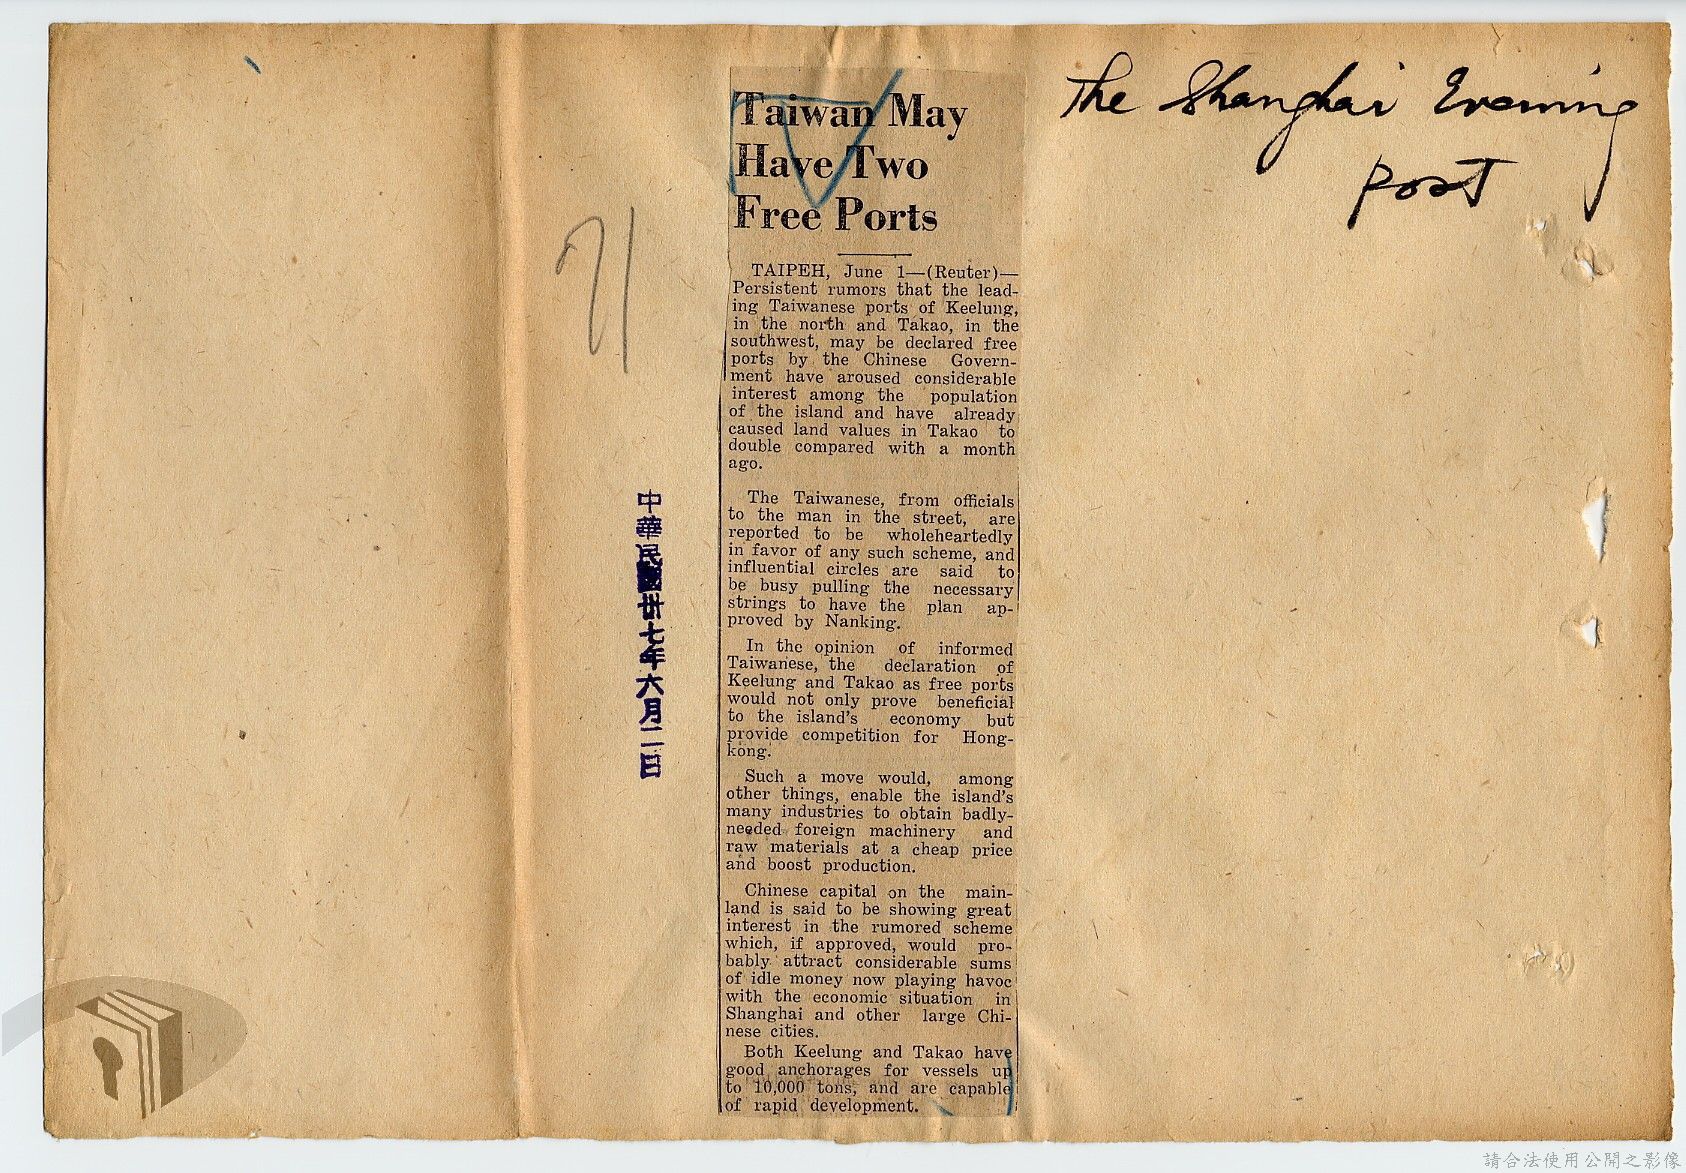 The Shanghai Evening
Post
71
Taiwan May
Have Two
Free Ports
TAIPEH, June 1—(Reuter)—
Persistent rumors that the lead-
ing Taiwanese ports of Keelung,
in the north and Takao, in the
southwest, may be declared free
ports by the Chinese Govern-
ment have aroused considerable
interest among the population
of the island and have already
caused land values in Takao to
double compared with a month
ago.
The Taiwanese, from officials
to the man in the street, are
reported to be wholeheartedly
in favor of any such scheme, and
influential circles are said to
be busy pulling the necessary
strings to have the plan ap-
proved by Nanking.
In the opinion of informed
Taiwanese, the declaration of
Keelung and Takao as free ports
would not only prove beneficial
to the island's economy but
provide competition for Hong-
kong.
Such a move would, among
other things, enable the island's
many industries to obtain badly-
needed foreign machinery and
raw materials at a cheap price
and boost production.
Chinese capital on the main-
land is said to be showing great
interest in the rumored scheme
which, if approved, would pro-
bably attract considerable sums
of idle money now playing havoc
with the economic situation in
Shanghai and other large Chi-
nese cities.
Both Keelung and Takao have
good anchorages for vessels up
to 10,000 tons, and are capable
of rapid development.
中華民國卅七年六月二日
請合法使用公開之影像